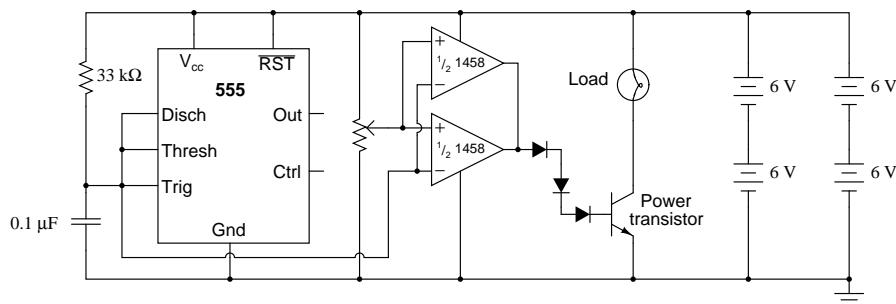 33 kΩ
Vcc
RST
555
Disch
Out
Thresh
Ctrl
Trig
Gnd
0.1 µF
+
1/2 1458
−
+
1/2 1458
−
Load
Power
transistor
6 V
6 V
6 V
6 V